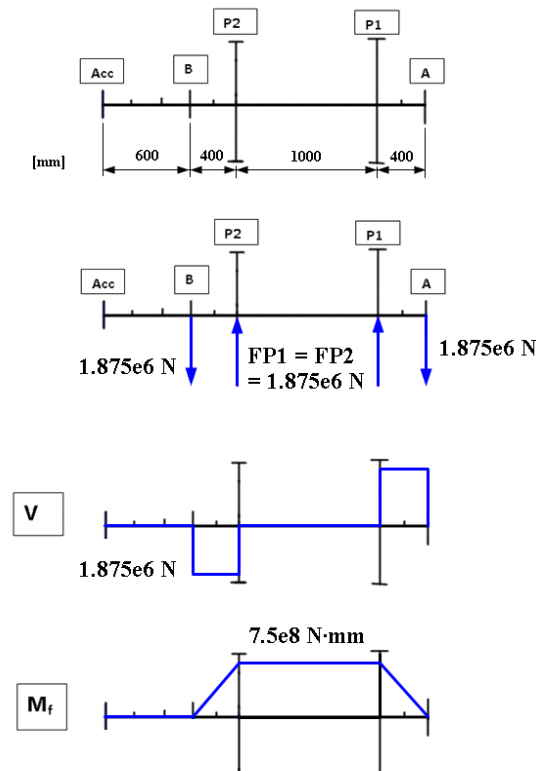 P2
P1
Acc
B
A
[mm]
600
400
1000
400
P2
P1
Acc
B
A
1.875e6 N
FP1 = FP2
= 1.875e6 N
1.875e6 N
V
1.875e6 N
7.5e8 N·mm
Mf